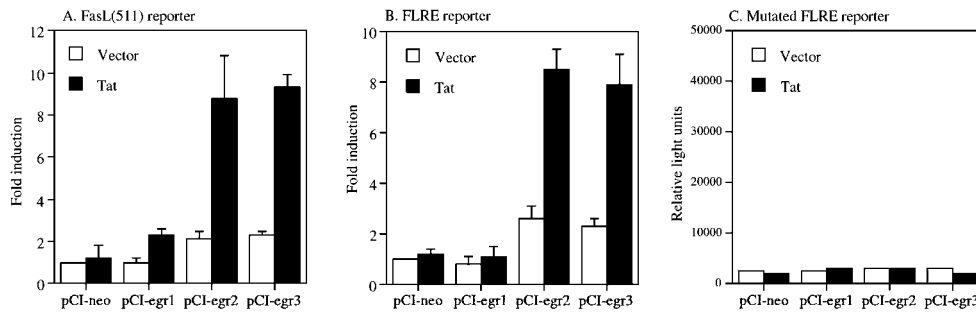 A. FasL(511) reporter
12
10
8
6
4
2
0
Fold induction
Vector
Tat
pCI-neo pCI-egr1 pCI-egr2 pCI-egr3
B. FLRE reporter
10
8
6
4
2
0
Fold induction
Vector
Tat
pCI-neo pCI-egr1 pCI-egr2 pCI-egr3
C. Mutated FLRE reporter
50000
40000
30000
20000
10000
0
Relative light units
Vector
Tat
pCI-neo pCI-egr1 pCI-egr2 pCI-egr3